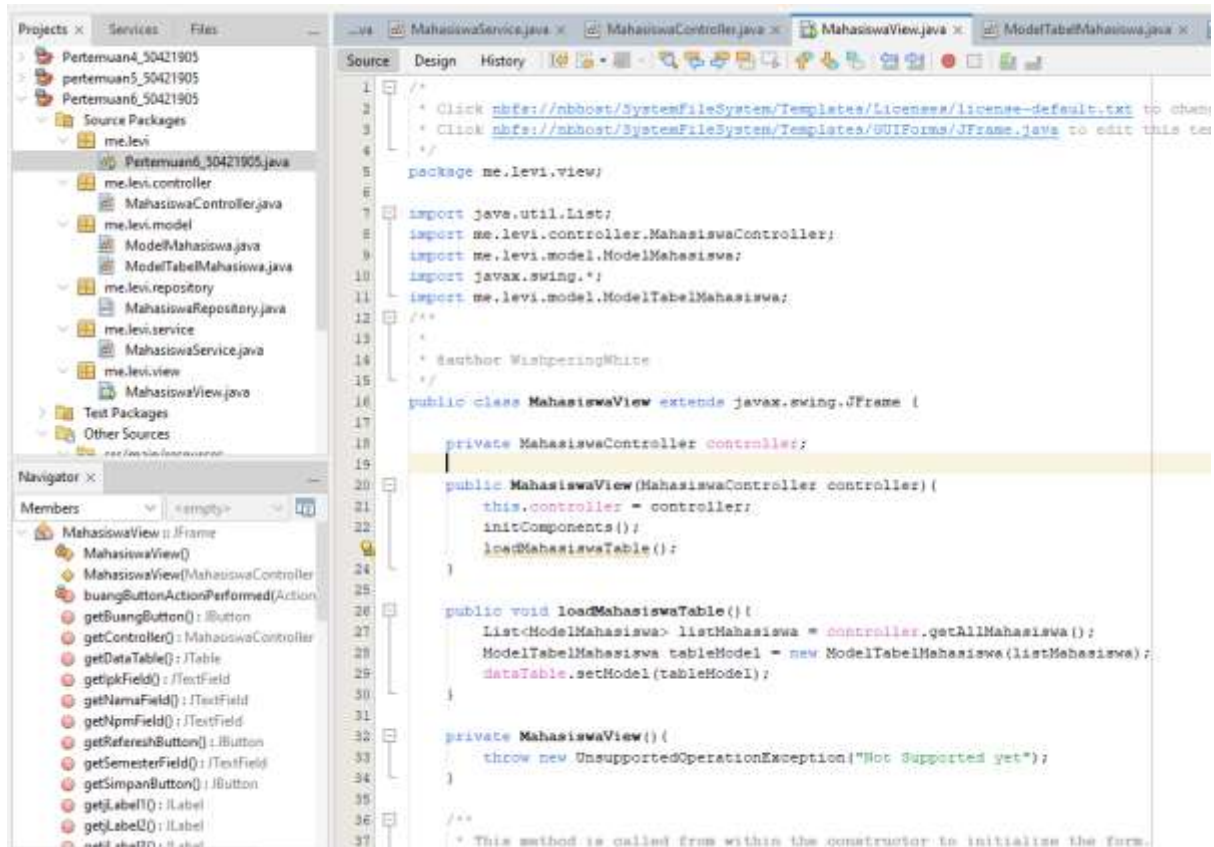 Projects × Services Files
Pertemuan4_50421905
pertemuan5_50421905
Pertemuan6_50421905
Source Packages
me.levi
Pertemuan6_50421905.java
me.levi.controller
MahasiswaController.java
me.levi.model
ModelMahasiswa.java
ModelTabelMahasiswa.java
me.levi.repository
MahasiswaRepository.java
me.levi.service
MahasiswaService.java
me.levi.view
MahasiswaView.java
Test Packages
Other Sources
src/main/resources
Navigator ×
Members <empty>
MahasiswaView :: JFrame
MahasiswaView()
MahasiswaView(MahasiswaController
buangButtonActionPerformed(Action
getBuangButton() : JButton
getController() : MahasiswaController
getDataTable() : JTable
getIpkField() : JTextField
getNamaField() : JTextField
getNpmField() : JTextField
getRefereshButton() : JButton
getSemesterField() : JTextField
getSimpanButton() : JButton
getjLabel1() : JLabel
getjLabel2() : JLabel
...va MahasiswaService.java × MahasiswaController.java × MahasiswaView.java × ModelTabelMahasiswa.java ×
Source Design History
1 /*
2 * Click nbfs://nbhost/SystemFileSystem/Templates/Licenses/license-default.txt to chang
3 * Click nbfs://nbhost/SystemFileSystem/Templates/GUIForms/JFrame.java to edit this tem
4 */
5 package me.levi.view;
6
7 import java.util.List;
8 import me.levi.controller.MahasiswaController;
9 import me.levi.model.ModelMahasiswa;
10 import javax.swing.*;
11 import me.levi.model.ModelTabelMahasiswa;
12 /**
13 *
14 * @author WishperingWhite
15 */
16 public class MahasiswaView extends javax.swing.JFrame {
17
18 private MahasiswaController controller;
19
20 public MahasiswaView(MahasiswaController controller){
21 this.controller = controller;
22 initComponents();
loadMahasiswaTable();
24 }
25
26 public void loadMahasiswaTable(){
27 List<ModelMahasiswa> listMahasiswa = controller.getAllMahasiswa();
28 ModelTabelMahasiswa tableModel = new ModelTabelMahasiswa(listMahasiswa);
29 dataTable.setModel(tableModel);
30 }
31
32 private MahasiswaView(){
33 throw new UnsupportedOperationException("Not Supported yet");
34 }
35
36 /**
37 * This method is called from within the constructor to initialize the form.